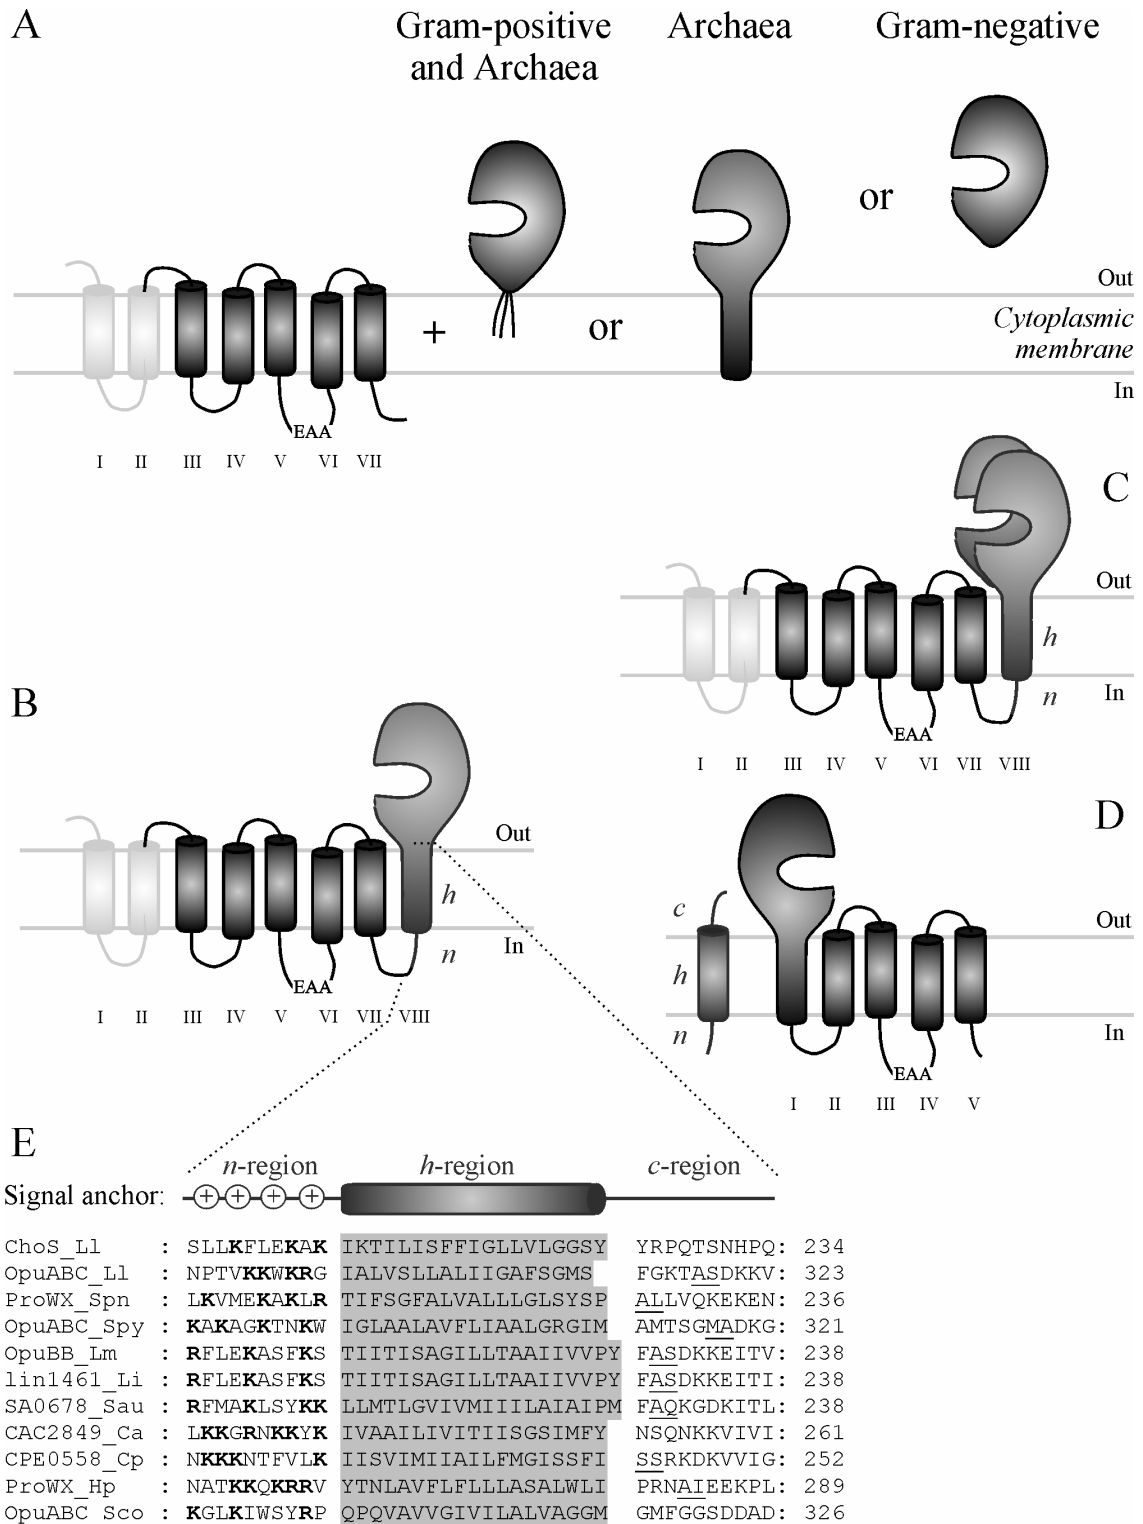 A
Gram-positive
and Archaea
Archaea
Gram-negative
or
Out
+
or
Cytoplasmic
membrane
In
EAA
I II III IV V VI VII
C
Out
h
In
n
EAA
I II III IV V VI VII VIII
B
Out
h
In
n
EAA
I II III IV V VI VII VIII
D
c
Out
h
n
In
EAA
I II III IV V
E
n-region h-region c-region
Signal anchor: + + + +
ChoS_Ll : SLLKFLEKAK IKTILISFFIGLLVLGGSY YRPQTSNHPQ: 234
OpuABC_Ll : NPTVKKWKRG IALVSLLALIIGAFSGMS FGKTASDKKV: 323
ProWX_Spn : LKVMEKAKLR TIFSGFALVALLLGLSYSP ALLVQKEKEN: 236
OpuABC_Spy : KAKAGKTNKW IGLAALAVFLIAALGRGIM AMTSGMADKG: 321
OpuBB_Lm : RFLEKASFKS TIITISAGILLTAAIIVVPY FASDKKEITV: 238
lin1461_Li : RFLEKASFKS TIITISAGILLTAAIIVVPY FASDKKEITI: 238
SA0678_Sau : RFMAKLSYKK LLMTLGVIVMIIILAIAIPM FAQKGDKITL: 238
CAC2849_Ca : LKKGRNKKYK IVAAILIVITIISGSIMFY NSQNKKVIVI: 261
CPE0558_Cp : NKKKNTFVLK IISVIMIIAILFMGISSFI SSRKDKVVIG: 252
ProWX_Hp : NATKKQKRRV YTNLAVFLFLLLASALWLI PRNAIEEKPL: 289
OpuABC_Sco : KGLKIWSYRP QPQVAVVGIVILALVAGGM GMFGGSDDAD: 326